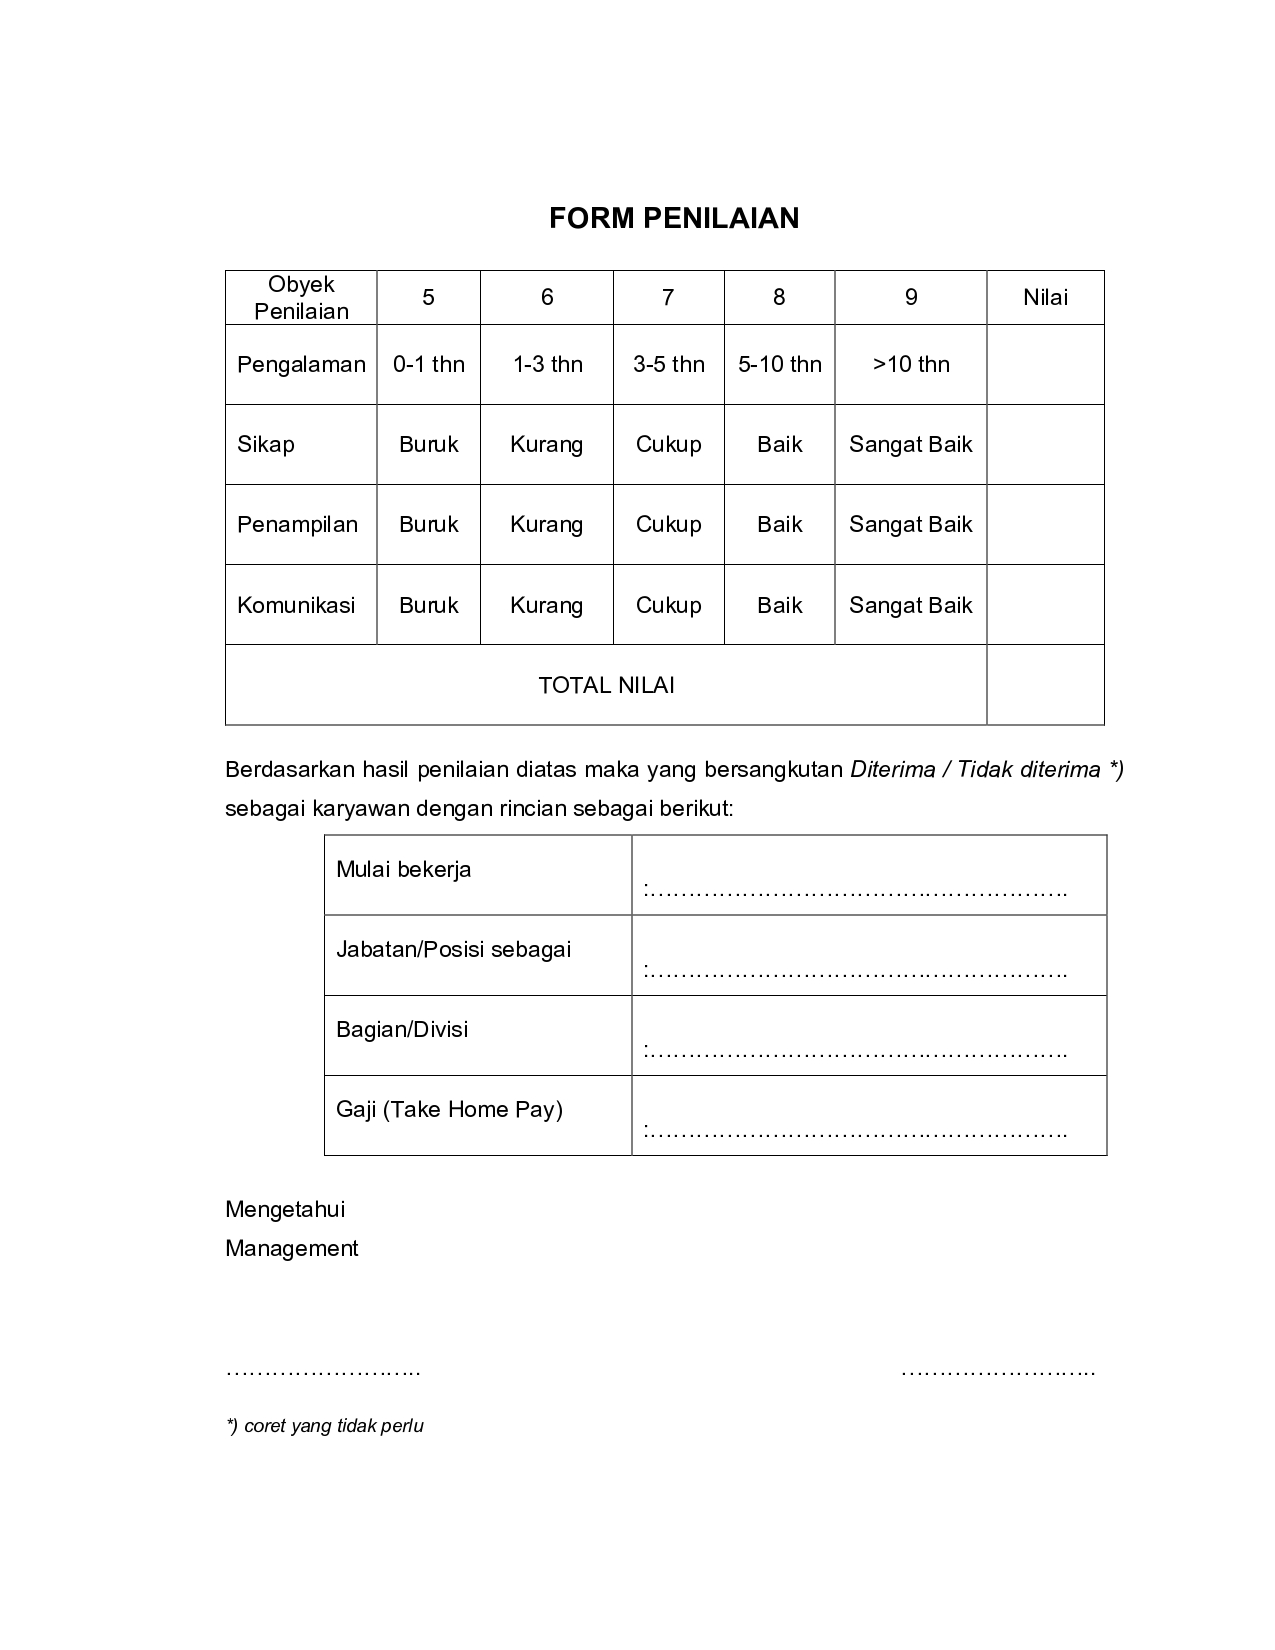 FORM PENILAIAN
Obyek Penilaian 5 6 7 8 9 Nilai
Pengalaman 0-1 thn 1-3 thn 3-5 thn 5-10 thn >10 thn
Sikap Buruk Kurang Cukup Baik Sangat Baik
Penampilan Buruk Kurang Cukup Baik Sangat Baik
Komunikasi Buruk Kurang Cukup Baik Sangat Baik
TOTAL NILAI
Berdasarkan hasil penilaian diatas maka yang bersangkutan Diterima / Tidak diterima *)
sebagai karyawan dengan rincian sebagai berikut:
Mulai bekerja :……………………………………………….
Jabatan/Posisi sebagai :……………………………………………….
Bagian/Divisi :……………………………………………….
Gaji (Take Home Pay) :……………………………………………….
Mengetahui
Management
…………………….. ……………………..
*) coret yang tidak perlu